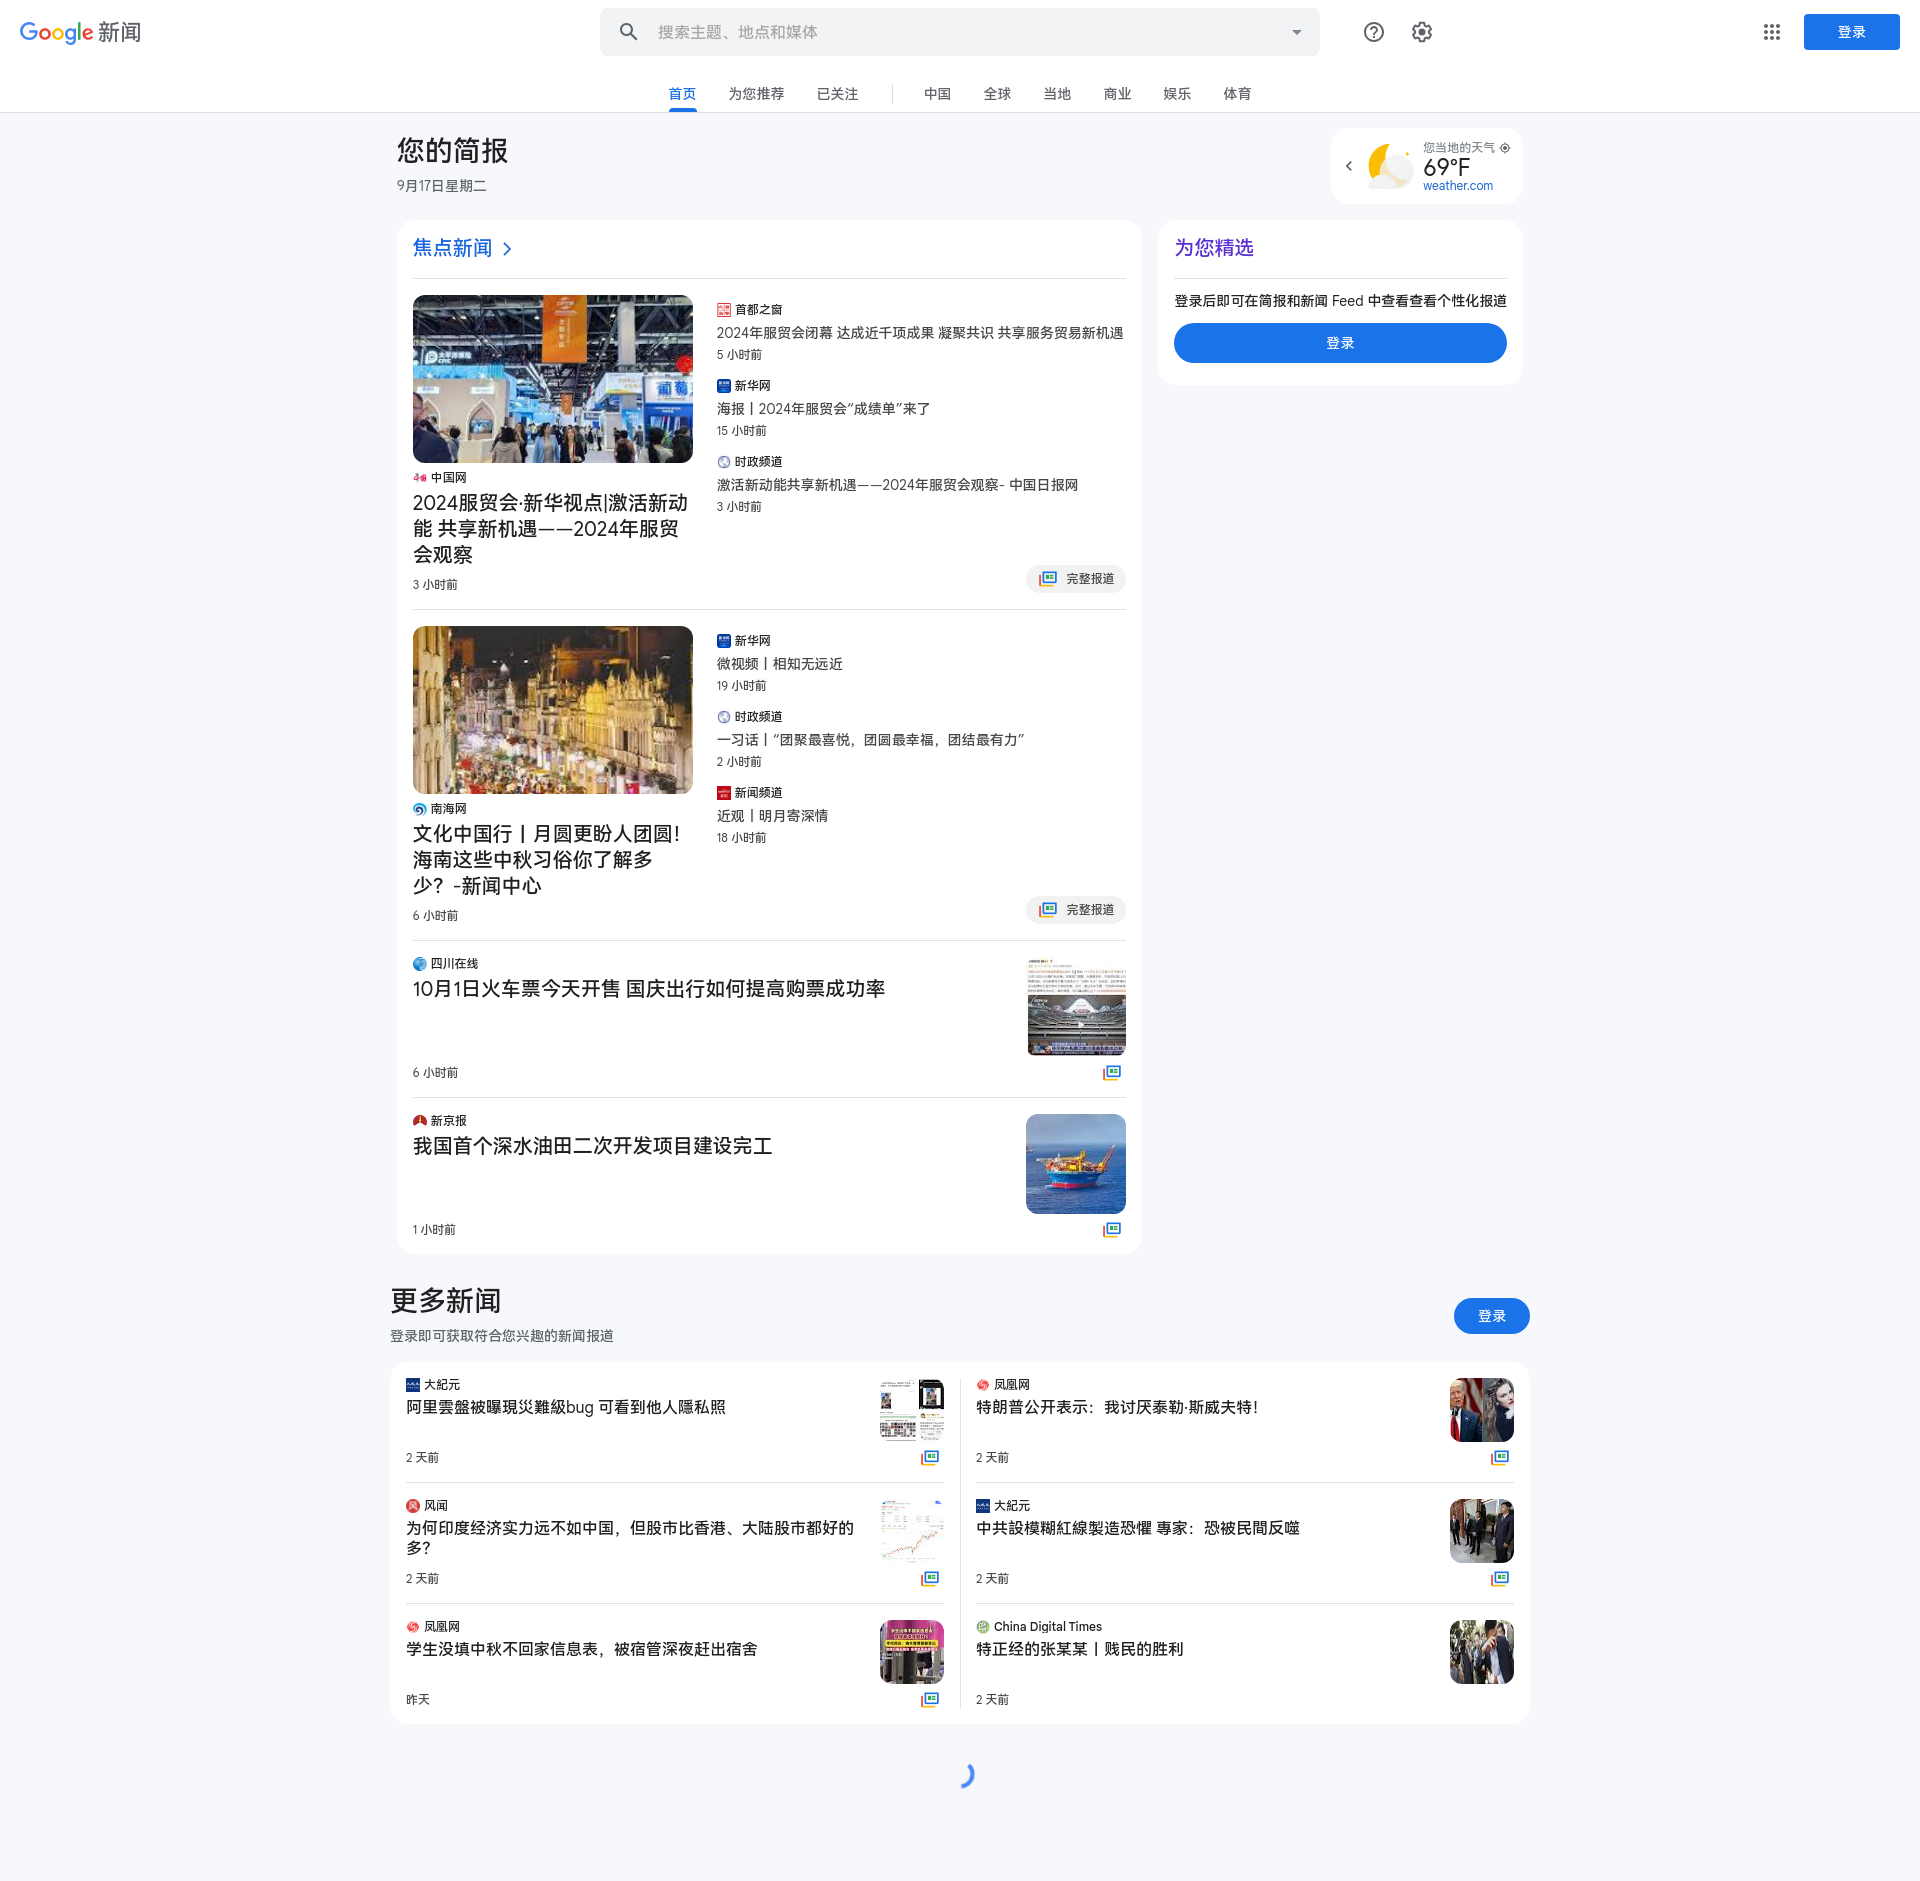 Google 新闻
搜索主题、地点和媒体
登录
首页
为您推荐
已关注
中国
全球
当地
商业
娱乐
体育
您的简报
9月17日星期二
您当地的天气
69°F
weather.com
焦点新闻
中国网
2024服贸会·新华视点|激活新动
能 共享新机遇——2024年服贸
会观察
3 小时前
首都之窗
2024年服贸会闭幕 达成近千项成果 凝聚共识 共享服务贸易新机遇
5 小时前
新华网
海报丨2024年服贸会“成绩单”来了
15 小时前
时政频道
激活新动能共享新机遇——2024年服贸会观察- 中国日报网
3 小时前
完整报道
南海网
文化中国行丨月圆更盼人团圆！
海南这些中秋习俗你了解多
少？-新闻中心
6 小时前
新华网
微视频丨相知无远近
19 小时前
时政频道
一习话丨“团聚最喜悦，团圆最幸福，团结最有力”
2 小时前
新闻频道
近观丨明月寄深情
18 小时前
完整报道
四川在线
10月1日火车票今天开售 国庆出行如何提高购票成功率
6 小时前
新京报
我国首个深水油田二次开发项目建设完工
1 小时前
为您精选
登录后即可在简报和新闻 Feed 中查看查看个性化报道
登录
更多新闻
登录即可获取符合您兴趣的新闻报道
登录
大紀元
阿里雲盤被曝現災難級bug 可看到他人隱私照
2 天前
风闻
为何印度经济实力远不如中国，但股市比香港、大陆股市都好的
多？
2 天前
凤凰网
学生没填中秋不回家信息表，被宿管深夜赶出宿舍
昨天
凤凰网
特朗普公开表示：我讨厌泰勒·斯威夫特！
2 天前
大紀元
中共設模糊紅線製造恐懼 專家：恐被民間反噬
2 天前
China Digital Times
特正经的张某某丨贱民的胜利
2 天前